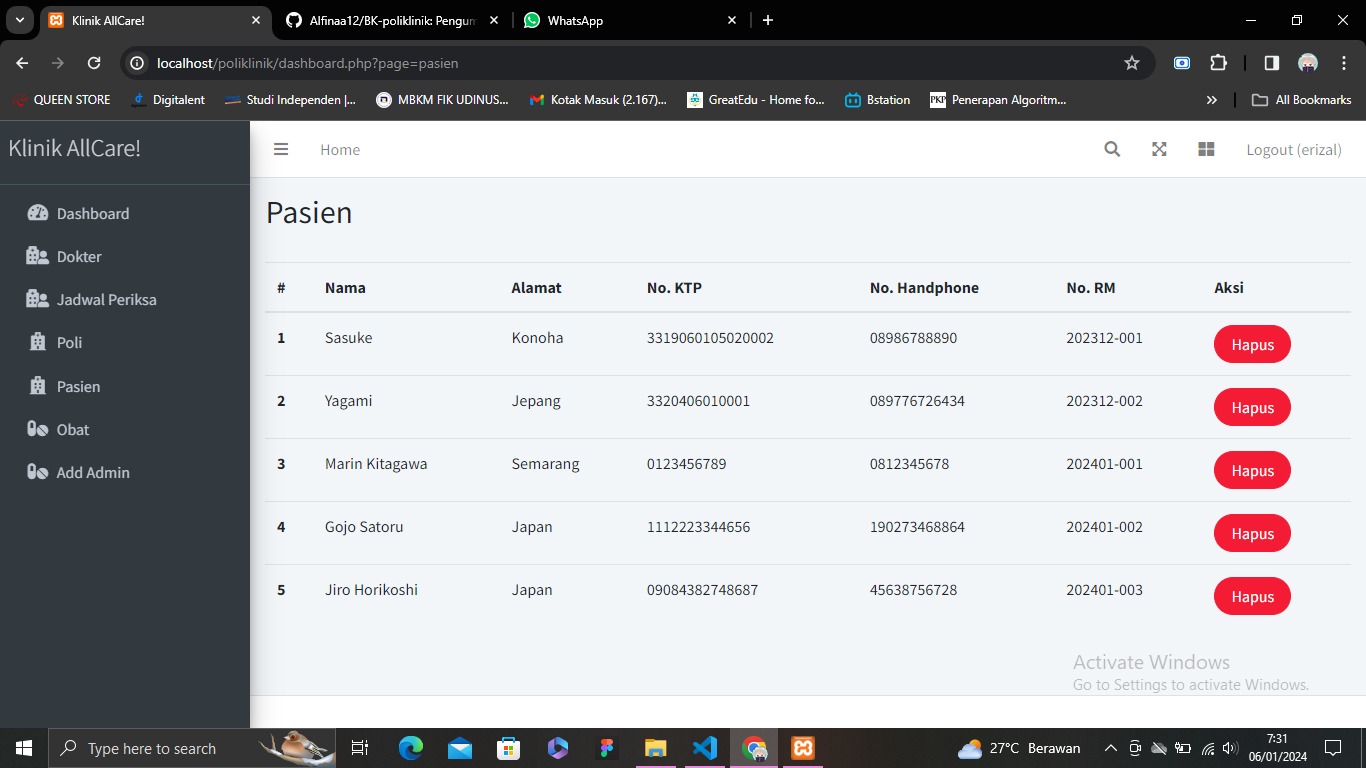 Klinik AllCare!
Alfinaa12/BK-poliklinik: Pengum
WhatsApp
localhost/poliklinik/dashboard.php?page=pasien
QUEEN STORE
Digitalent
Studi Independen |...
MBKM FIK UDINUS...
Kotak Masuk (2.167)...
GreatEdu - Home fo...
Bstation
PKP Penerapan Algoritm...
»
All Bookmarks
Klinik AllCare!
Home
Logout (erizal)
Dashboard
Dokter
Jadwal Periksa
Poli
Pasien
Obat
Add Admin
Pasien
# Nama Alamat No. KTP No. Handphone No. RM Aksi
1 Sasuke Konoha 3319060105020002 08986788890 202312-001 Hapus
2 Yagami Jepang 3320406010001 089776726434 202312-002 Hapus
3 Marin Kitagawa Semarang 0123456789 0812345678 202401-001 Hapus
4 Gojo Satoru Japan 1112223344656 190273468864 202401-002 Hapus
5 Jiro Horikoshi Japan 09084382748687 45638756728 202401-003 Hapus
Activate Windows
Go to Settings to activate Windows.
Type here to search
27°C Berawan
7:31
06/01/2024